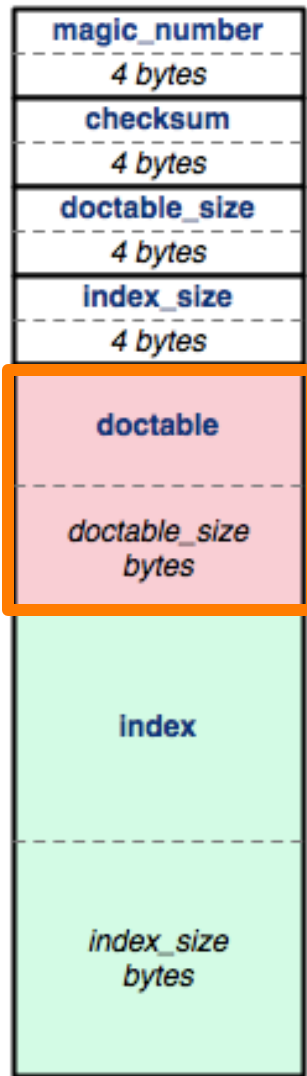 magic_number
4 bytes
checksum
4 bytes
doctable_size
4 bytes
index_size
4 bytes
doctable
doctable_size
bytes
index
index_size
bytes